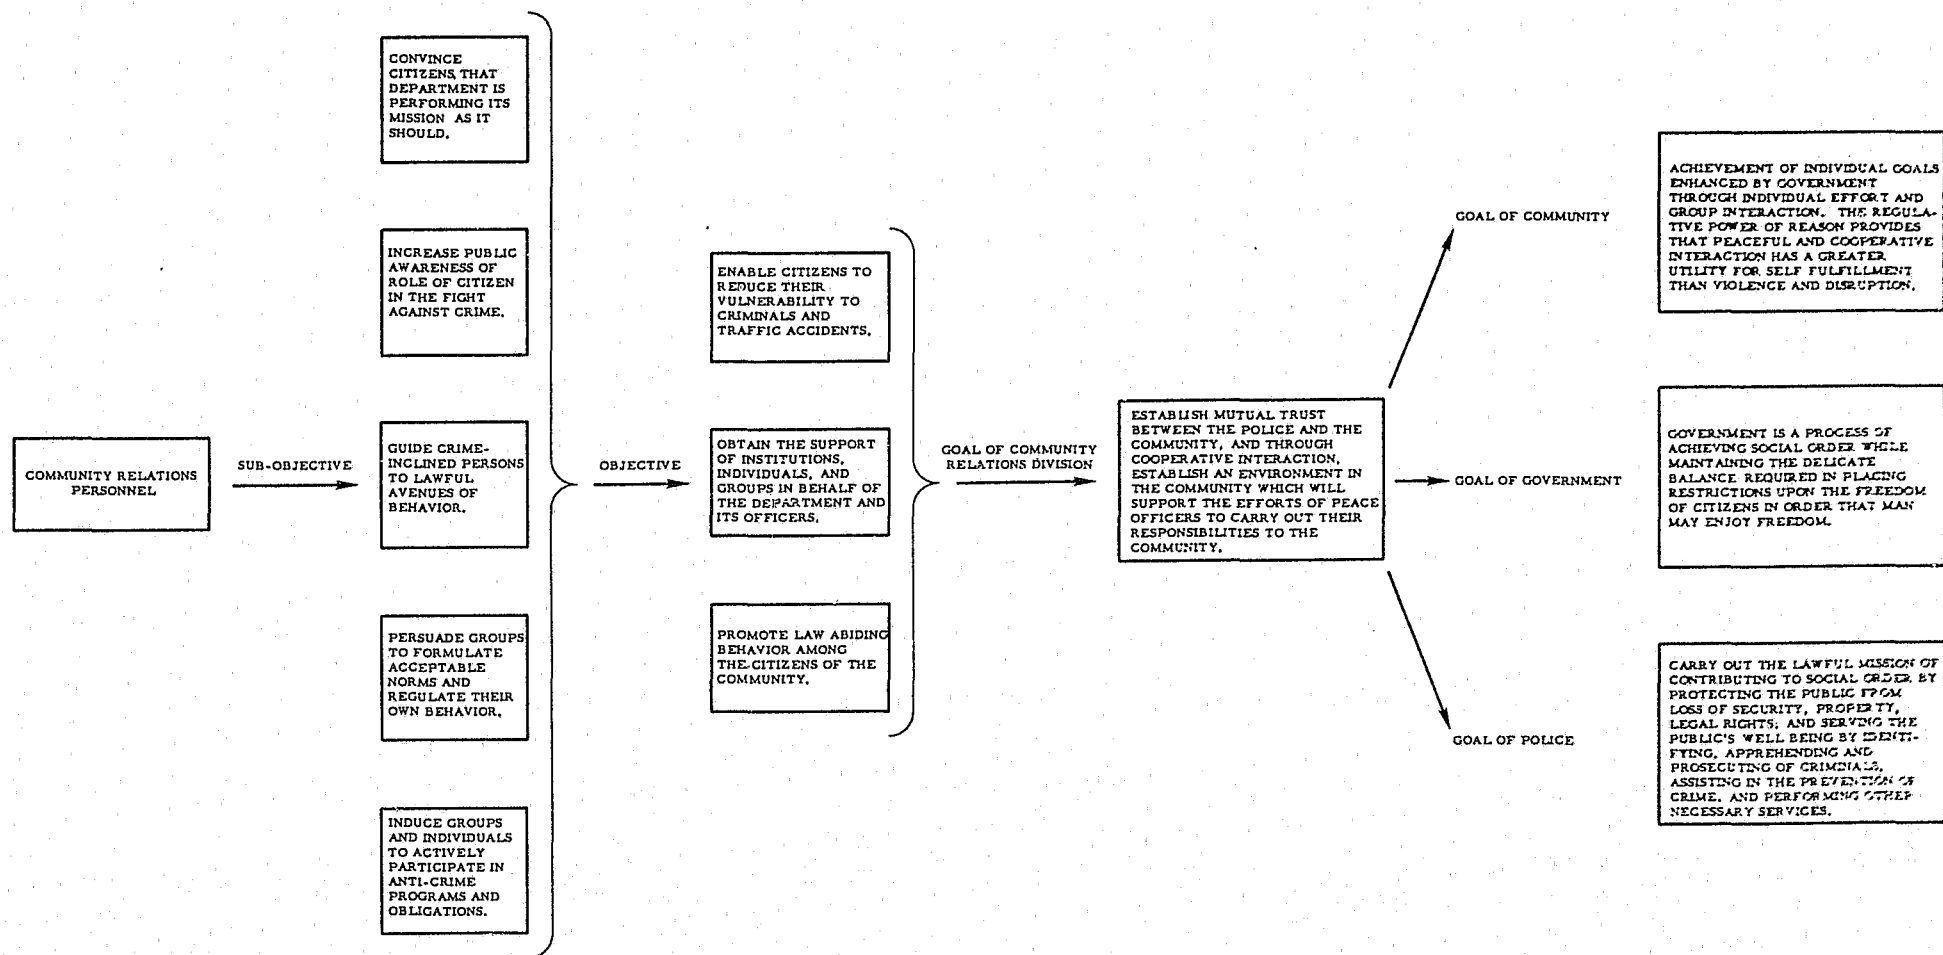 COMMUNITY RELATIONS
PERSONNEL
SUB-OBJECTIVE
CONVINCE
CITIZENS, THAT
DEPARTMENT IS
PERFORMING ITS
MISSION AS IT
SHOULD.
INCREASE PUBLIC
AWARENESS OF
ROLE OF CITIZEN
IN THE FIGHT
AGAINST CRIME.
GUIDE CRIME-
INCLINED PERSONS
TO LAWFUL
AVENUES OF
BEHAVIOR.
PERSUADE GROUPS
TO FORMULATE
ACCEPTABLE
NORMS AND
REGULATE THEIR
OWN BEHAVIOR.
INDUCE GROUPS
AND INDIVIDUALS
TO ACTIVELY
PARTICIPATE IN
ANTI-CRIME
PROGRAMS AND
OBLIGATIONS.
OBJECTIVE
ENABLE CITIZENS TO
REDUCE THEIR
VULNERABILITY TO
CRIMINALS AND
TRAFFIC ACCIDENTS.
OBTAIN THE SUPPORT
OF INSTITUTIONS,
INDIVIDUALS, AND
GROUPS IN BEHALF OF
THE DEPARTMENT AND
ITS OFFICERS.
PROMOTE LAW ABIDING
BEHAVIOR AMONG
THE CITIZENS OF THE
COMMUNITY.
GOAL OF COMMUNITY
RELATIONS DIVISION
ESTABLISH MUTUAL TRUST
BETWEEN THE POLICE AND THE
COMMUNITY, AND THROUGH
COOPERATIVE INTERACTION,
ESTABLISH AN ENVIRONMENT IN
THE COMMUNITY WHICH WILL
SUPPORT THE EFFORTS OF PEACE
OFFICERS TO CARRY OUT THEIR
RESPONSIBILITIES TO THE
COMMUNITY.
GOAL OF COMMUNITY
ACHIEVEMENT OF INDIVIDUAL GOALS
ENHANCED BY GOVERNMENT
THROUGH INDIVIDUAL EFFORT AND
GROUP INTERACTION. THE REGULA-
TIVE POWER OF REASON PROVIDES
THAT PEACEFUL AND COOPERATIVE
INTERACTION HAS A GREATER
UTILITY FOR SELF FULFILLMENT
THAN VIOLENCE AND DISRUPTION.
GOAL OF GOVERNMENT
GOVERNMENT IS A PROCESS OF
ACHIEVING SOCIAL ORDER WHILE
MAINTAINING THE DELICATE
BALANCE REQUIRED IN PLACING
RESTRICTIONS UPON THE FREEDOM
OF CITIZENS IN ORDER THAT MAN
MAY ENJOY FREEDOM.
GOAL OF POLICE
CARRY OUT THE LAWFUL MISSION OF
CONTRIBUTING TO SOCIAL ORDER BY
PROTECTING THE PUBLIC FROM
LOSS OF SECURITY, PROPERTY,
LEGAL RIGHTS; AND SERVING THE
PUBLIC'S WELL BEING BY IDENTI-
FYING, APPREHENDING AND
PROSECUTING OF CRIMINALS,
ASSISTING IN THE PREVENTION OF
CRIME, AND PERFORMING OTHER
NECESSARY SERVICES.